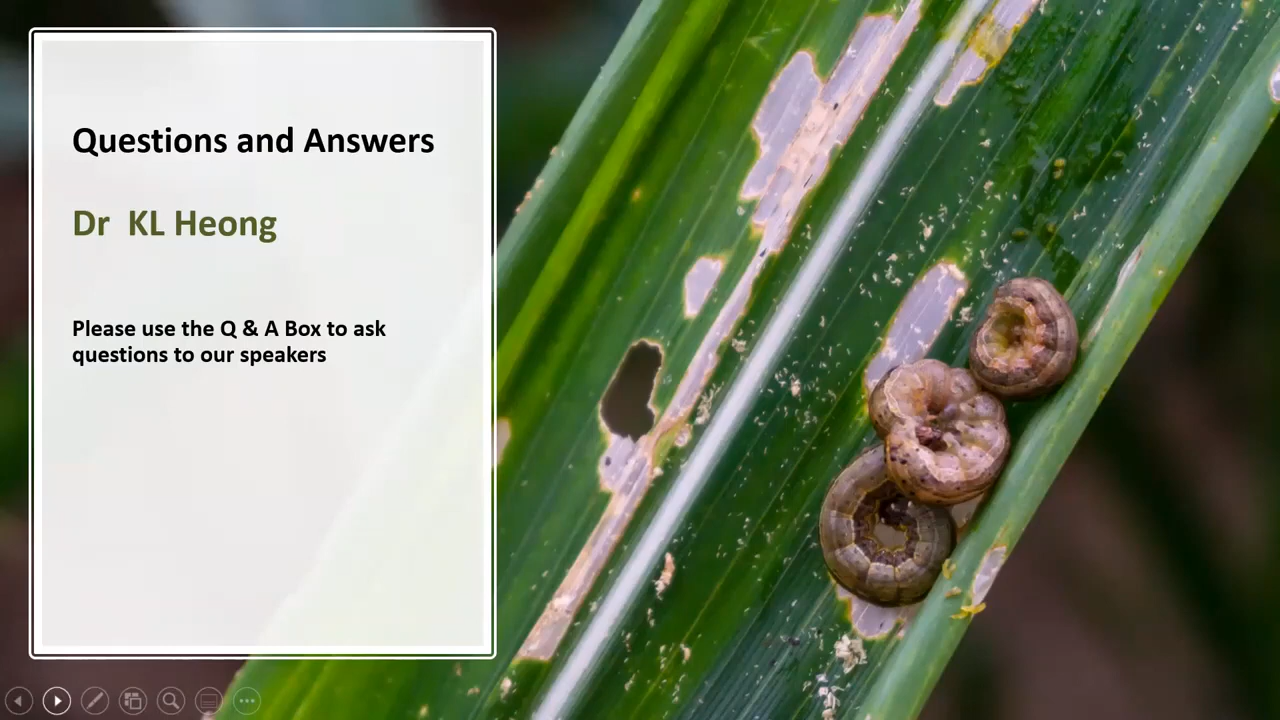 Questions and Answers
Dr KL Heong
Please use the Q & A Box to ask
questions to our speakers